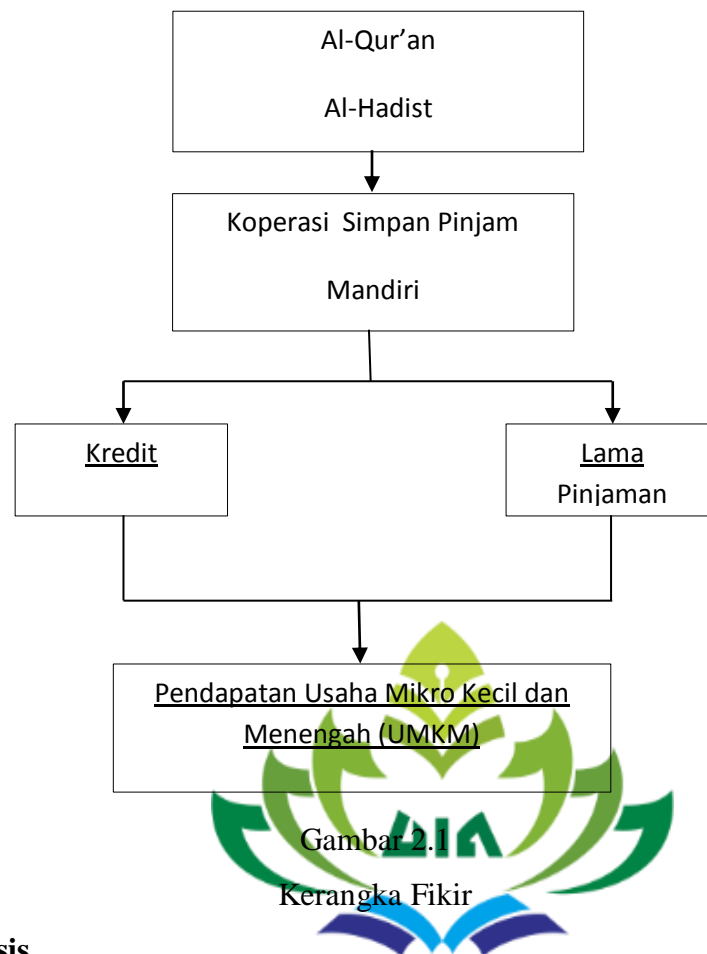 Al-Qur’an
Al-Hadist
Koperasi Simpan Pinjam
Mandiri
Kredit
Lama
Pinjaman
Pendapatan Usaha Mikro Kecil dan
Menengah (UMKM)
Gambar 2.1
Kerangka Fikir